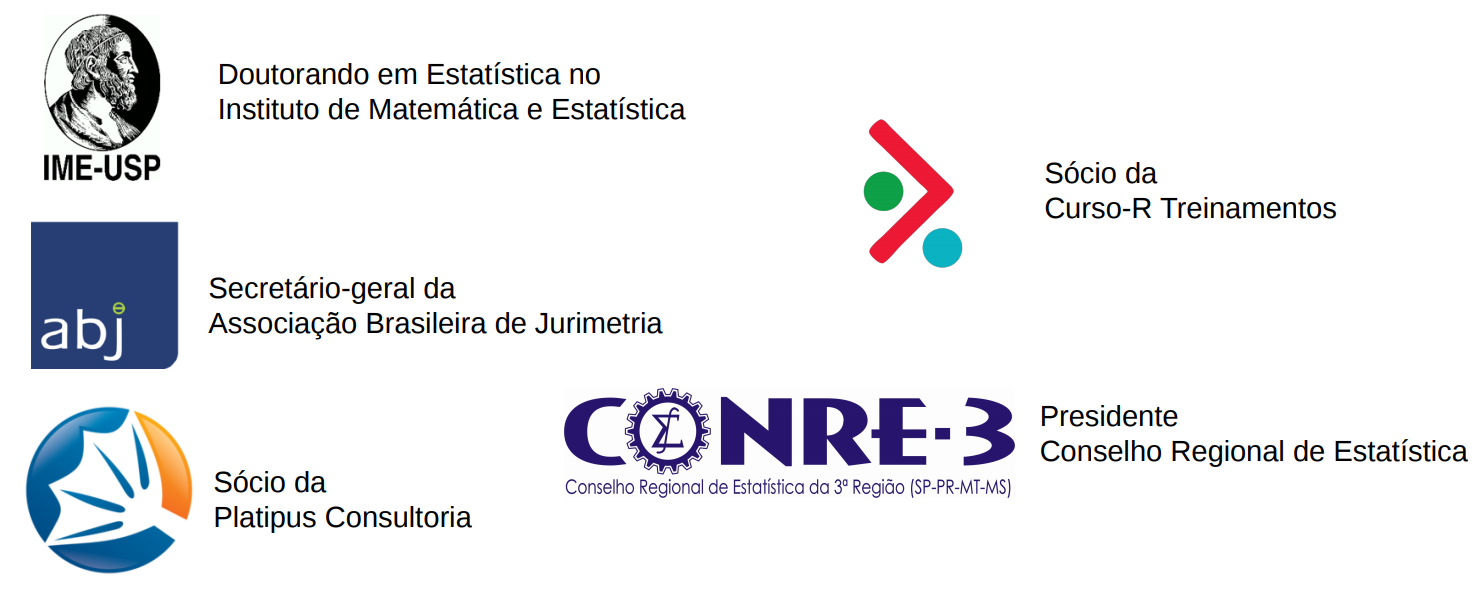 IME-USP
Doutorando em Estatística no
Instituto de Matemática e Estatística
abj
Secretário-geral da
Associação Brasileira de Jurimetria
Sócio da
Platipus Consultoria
Sócio da
Curso-R Treinamentos
CONRE-3
Conselho Regional de Estatística da 3ª Região (SP-PR-MT-MS)
Presidente
Conselho Regional de Estatística